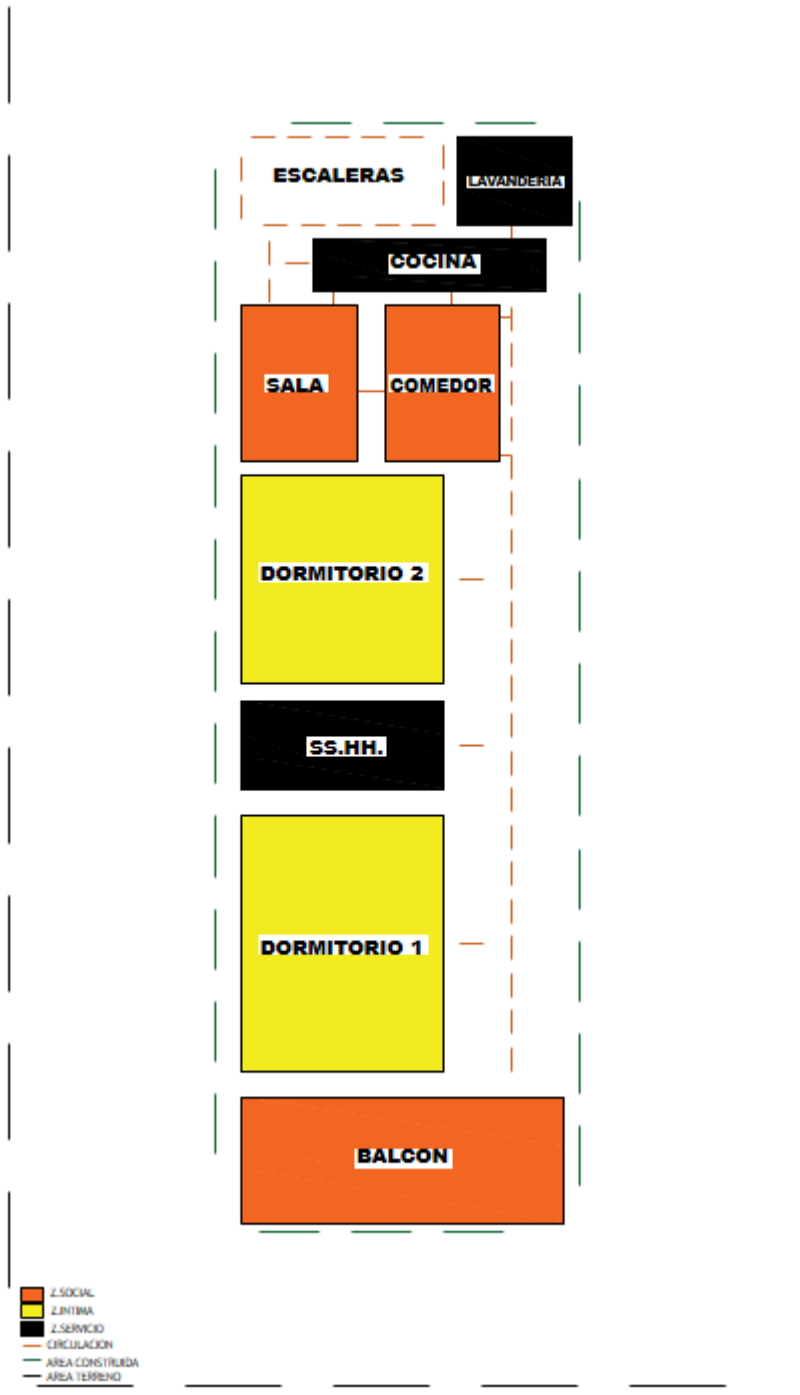 ESCALERAS
LAVANDERIA
COCINA
SALA
COMEDOR
DORMITORIO 2
SS.HH.
DORMITORIO 1
BALCON
Z.SOCIAL
Z.INTIMA
Z.SERVICIO
CIRCULACION
AREA CONSTRUIDA
AREA TERRENO